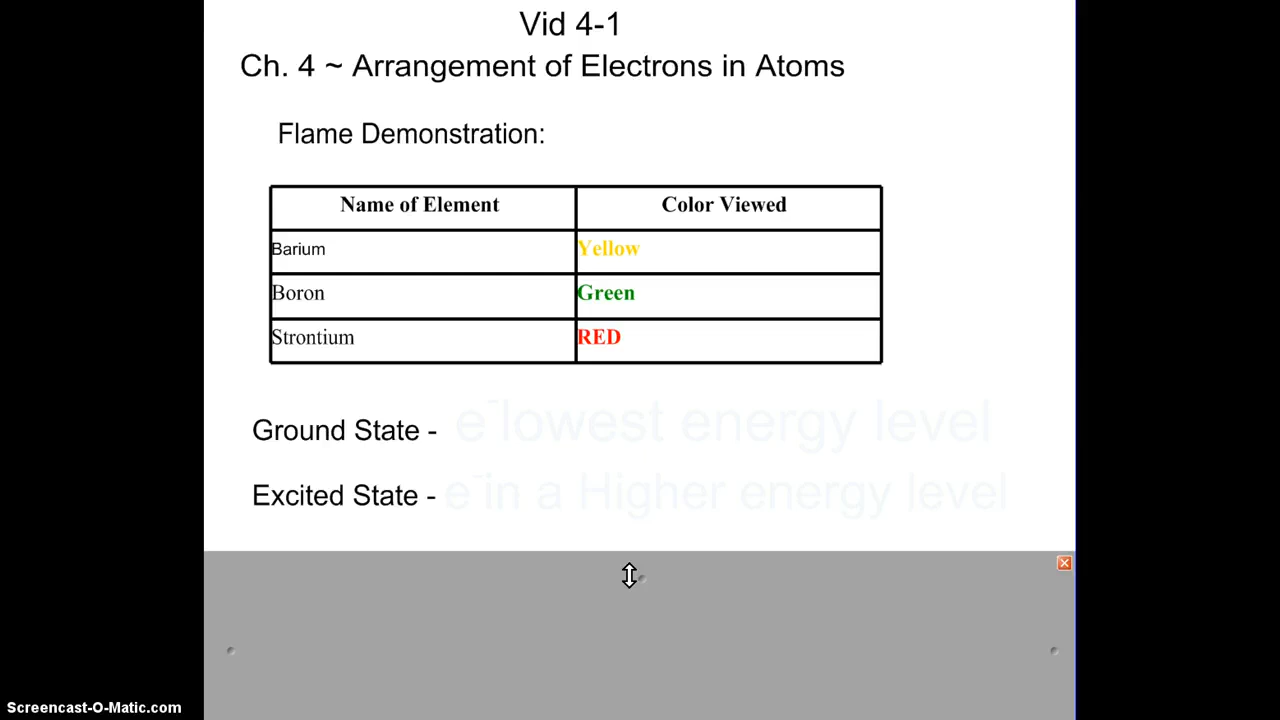 Vid 4-1
Ch. 4 ~ Arrangement of Electrons in Atoms
Flame Demonstration:
Name of Element Color Viewed
Barium Yellow
Boron Green
Strontium RED
Ground State - e⁻lowest energy level
Excited State - e⁻in a Higher energy level
Screencast-O-Matic.com